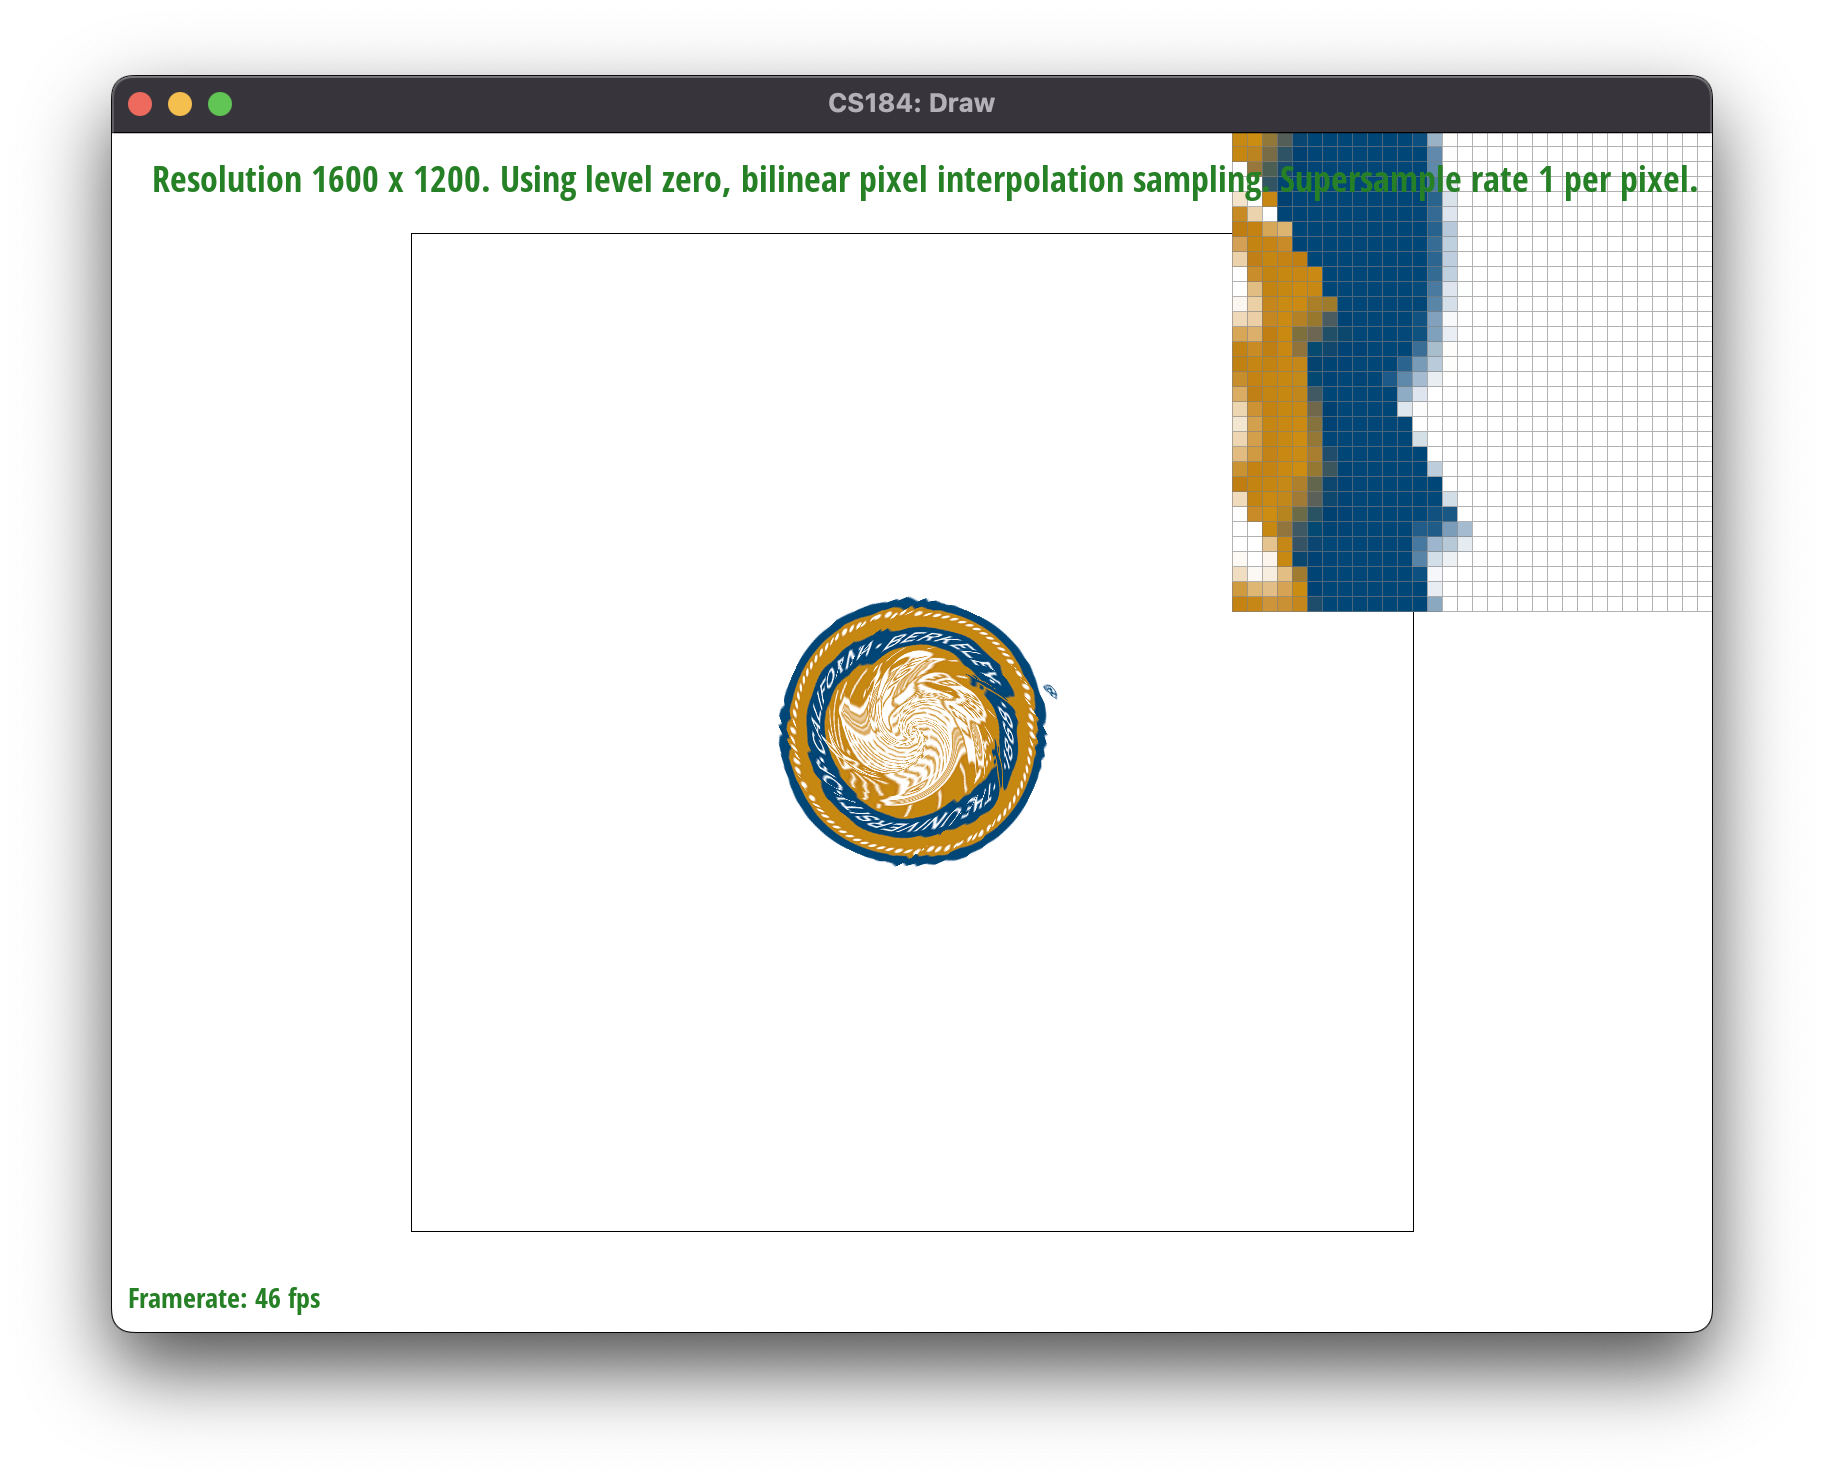 CS184: Draw
Resolution 1600 x 1200. Using level zero, bilinear pixel interpolation sampling. Supersample rate 1 per pixel.
CALIFORNIA · BERKELEY
1868
THE UNIVERSITY OF
®
Framerate: 46 fps